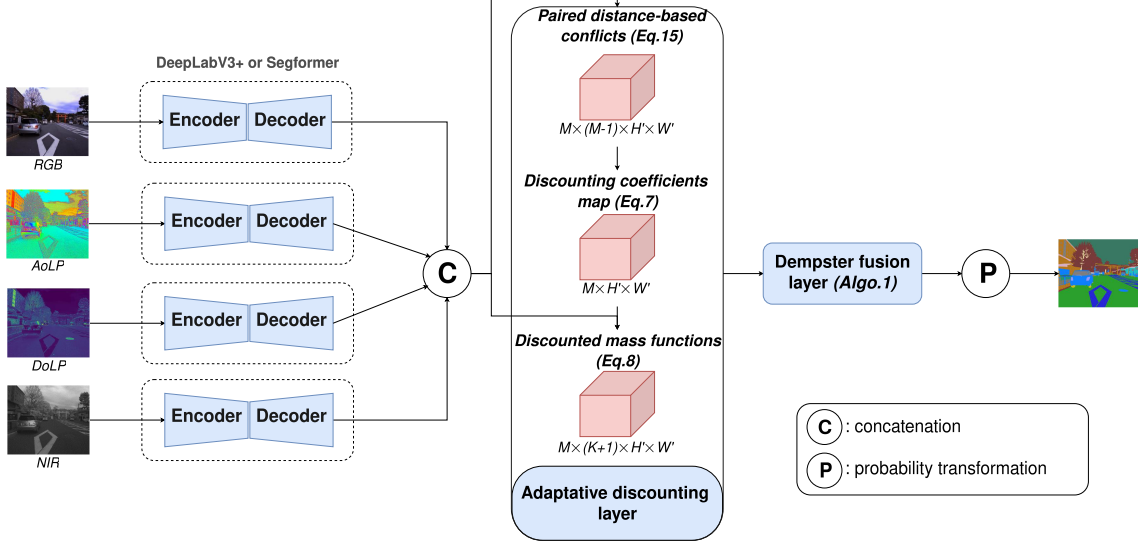 DeepLabV3+ or Segformer
Encoder
Decoder
RGB
Encoder
Decoder
AoLP
Encoder
Decoder
DoLP
Encoder
Decoder
NIR
C
Paired distance-based
conflicts (Eq.15)
M×(M-1)×H'×W'
Discounting coefficients
map (Eq.7)
M×H'×W'
Discounted mass functions
(Eq.8)
M×(K+1)×H'×W'
Adaptative discounting
layer
Dempster fusion
layer (Algo.1)
P
C : concatenation
P : probability transformation